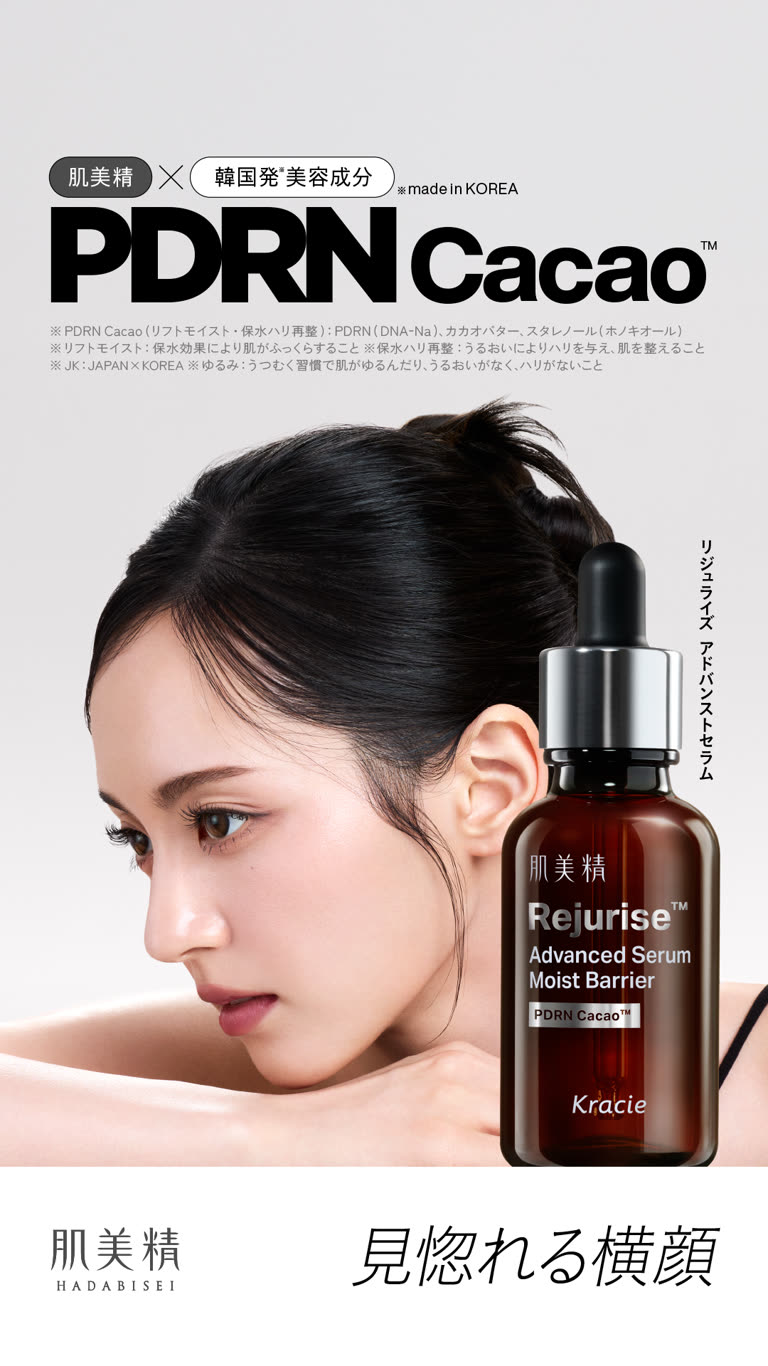 肌美精 × 韓国発※美容成分 ※made in KOREA
PDRN Cacao™
※ PDRN Cacao（リフトモイスト・保水ハリ再整）：PDRN（DNA-Na）、カカオバター、スタレノール（ホノキオール）
※リフトモイスト：保水効果により肌がふっくらすること ※保水ハリ再整：うるおいによりハリを与え、肌を整えること
※ JK：JAPAN×KOREA ※ゆるみ：うつむく習慣で肌がゆるんだり、うるおいがなく、ハリがないこと
リジュライズ アドバンストセラム
肌美精
Rejurise™
Advanced Serum
Moist Barrier
PDRN Cacao™
Kracie
肌美精
HADABISEI
見惚れる横顔